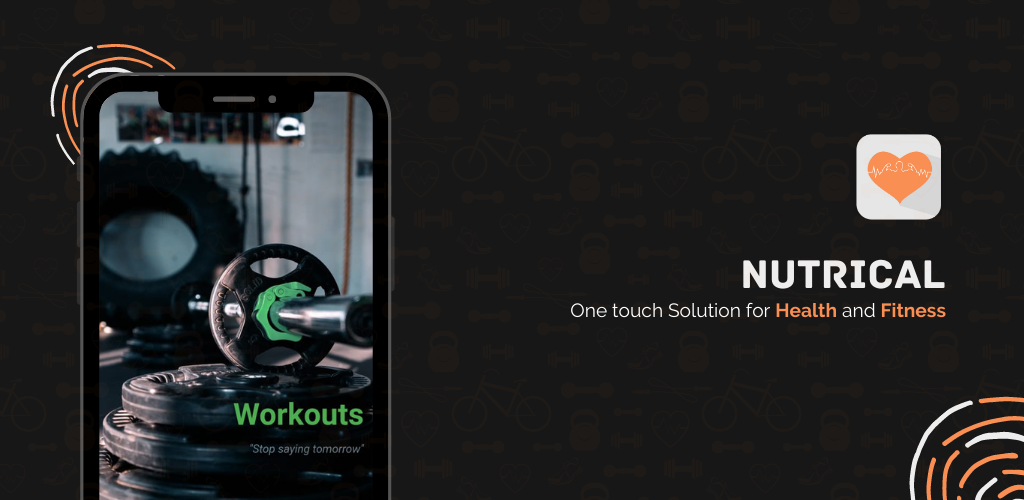 Workouts
"Stop saying tomorrow"
NUTRICAL
One touch Solution for Health and Fitness